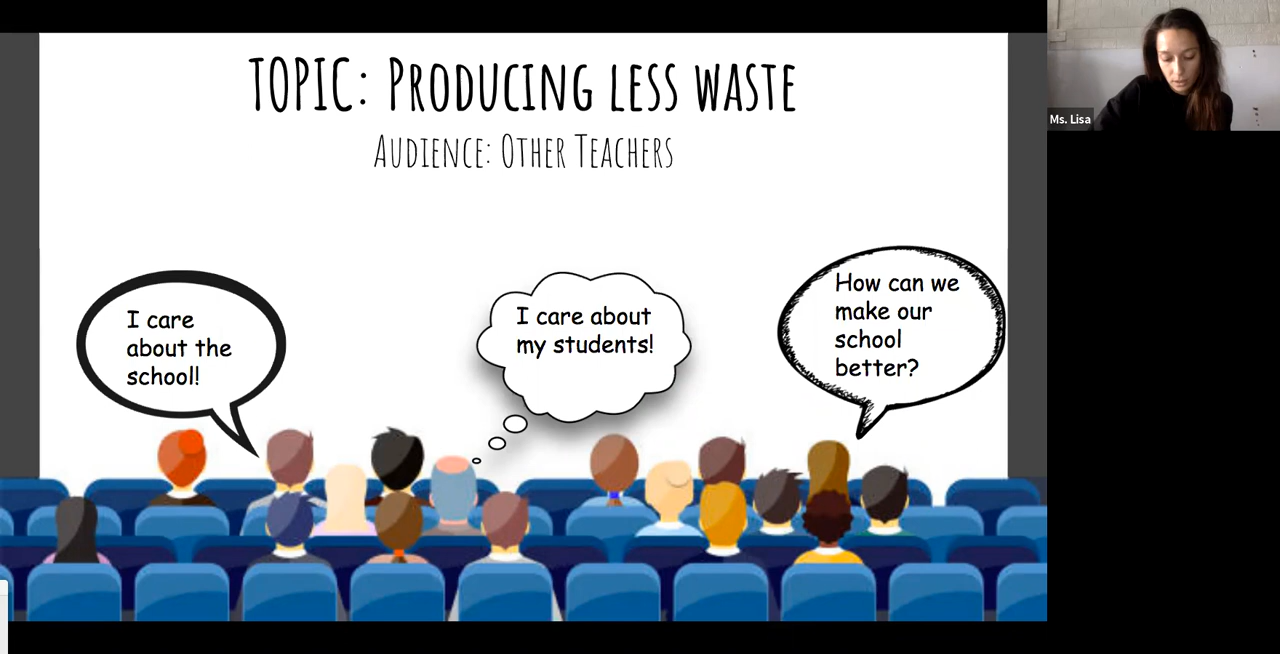 TOPIC: PRODUCING LESS WASTE
AUDIENCE: OTHER TEACHERS
I care
about the
school!
I care about
my students!
How can we
make our
school
better?
Ms. Lisa